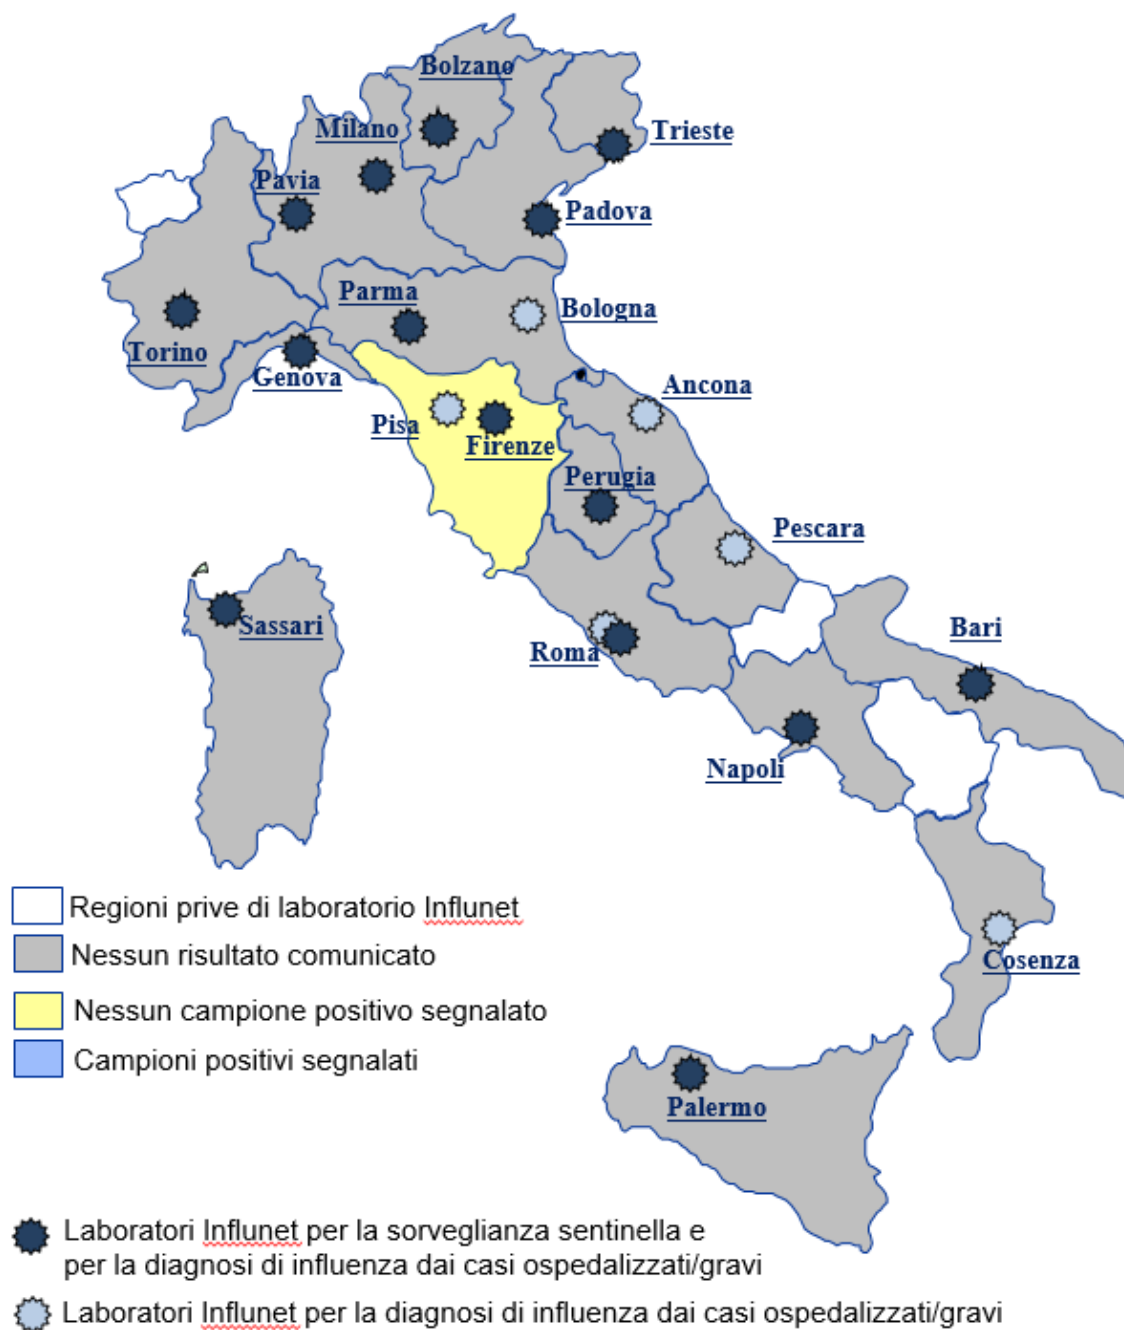 Bolzano
Milano
Trieste
Pavia
Padova
Parma
Bologna
Torino
Genova
Ancona
Pisa
Firenze
Perugia
Pescara
Sassari
Roma
Bari
Napoli
Regioni prive di laboratorio Influnet
Nessun risultato comunicato
Cosenza
Nessun campione positivo segnalato
Campioni positivi segnalati
Palermo
Laboratori Influnet per la sorveglianza sentinella e
per la diagnosi di influenza dai casi ospedalizzati/gravi
Laboratori Influnet per la diagnosi di influenza dai casi ospedalizzati/gravi